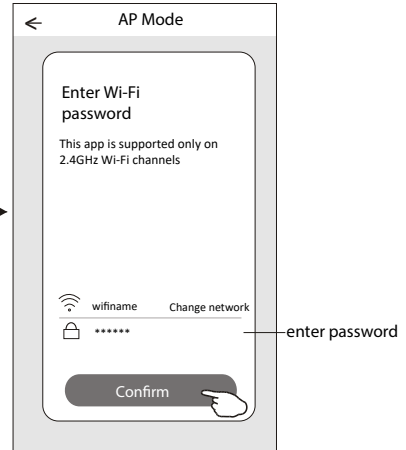 AP Mode
Enter Wi-Fi
password
This app is supported only on
2.4GHz Wi-Fi channels
wifiname Change network
****** enter password
Confirm